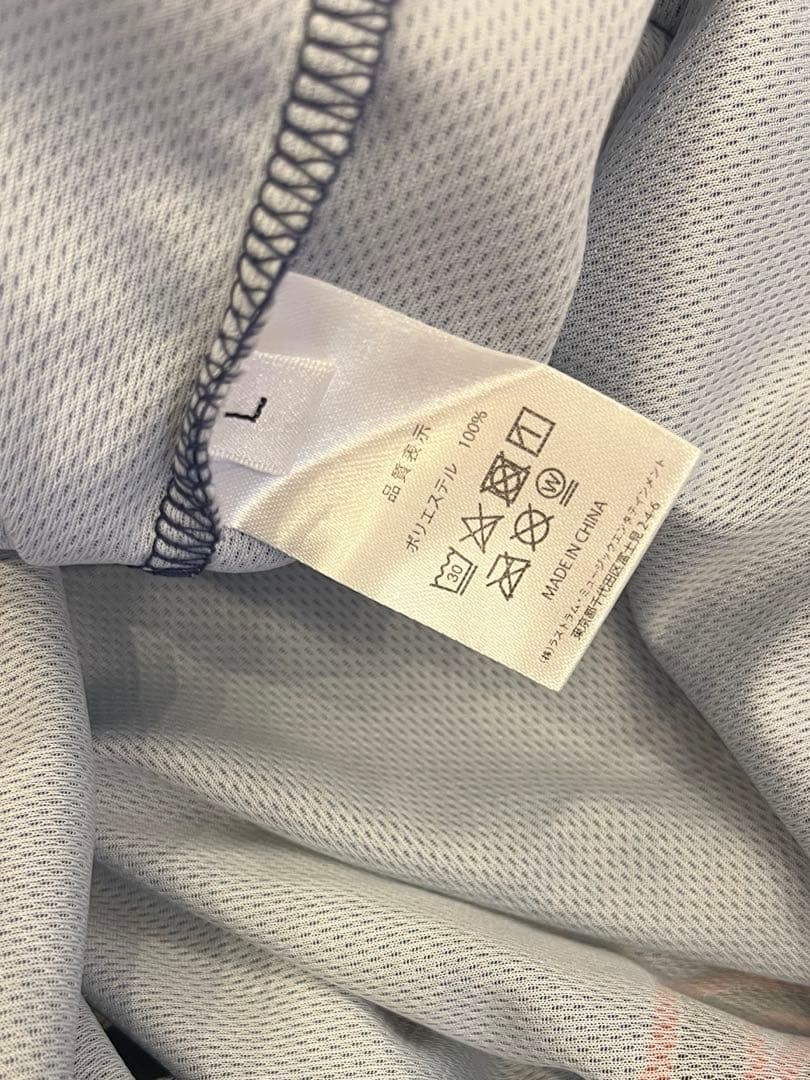 L
品質表示
ポリエステル 100%
30
W
MADE IN CHINA
(株)ラストラム・ミュージックエンタテインメント
東京都千代田区富士見 2-4-6